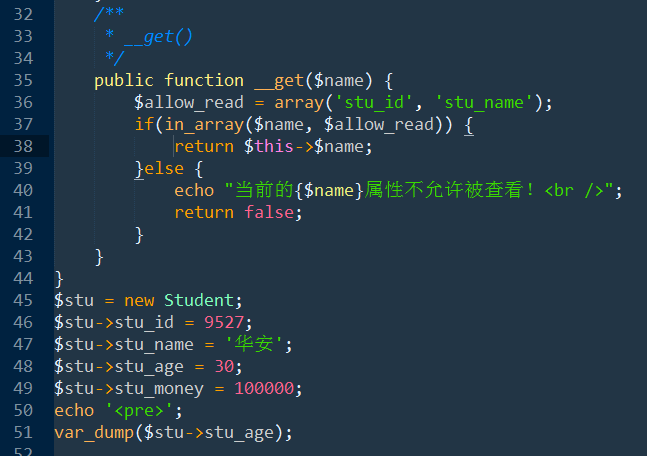 32     /**
33      * __get()
34      */
35     public function __get($name) {
36         $allow_read = array('stu_id', 'stu_name');
37         if(in_array($name, $allow_read)) {
38             return $this->$name;
39         }else {
40             echo "当前的{$name}属性不允许被查看！<br />";
41             return false;
42         }
43     }
44 }
45 $stu = new Student;
46 $stu->stu_id = 9527;
47 $stu->stu_name = '华安';
48 $stu->stu_age = 30;
49 $stu->stu_money = 100000;
50 echo '<pre>';
51 var_dump($stu->stu_age);
52